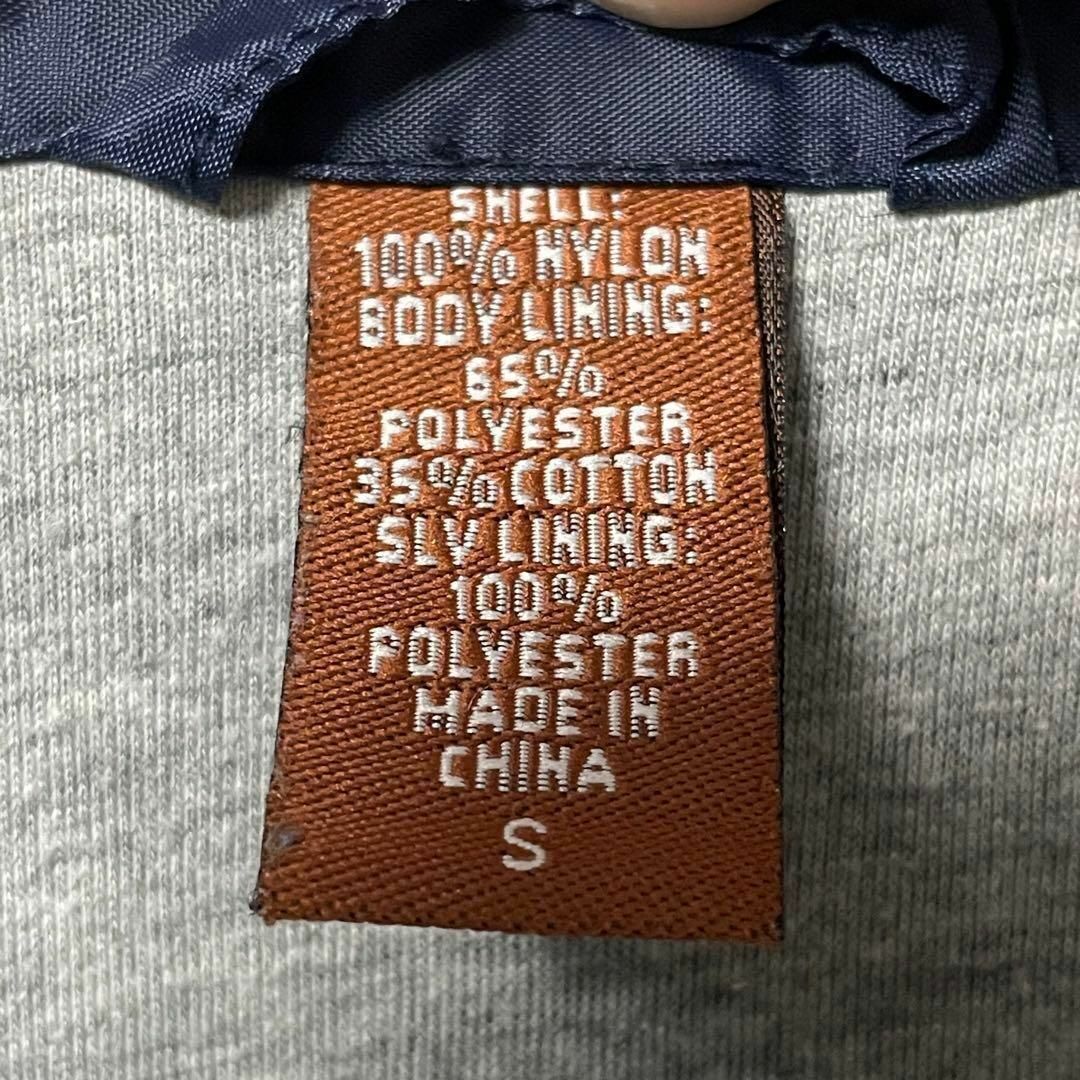 SHELL:
100% NYLON
BODY LINING:
65%
POLYESTER
35% COTTON
SLV LINING:
100%
POLYESTER
MADE IN
CHINA
S